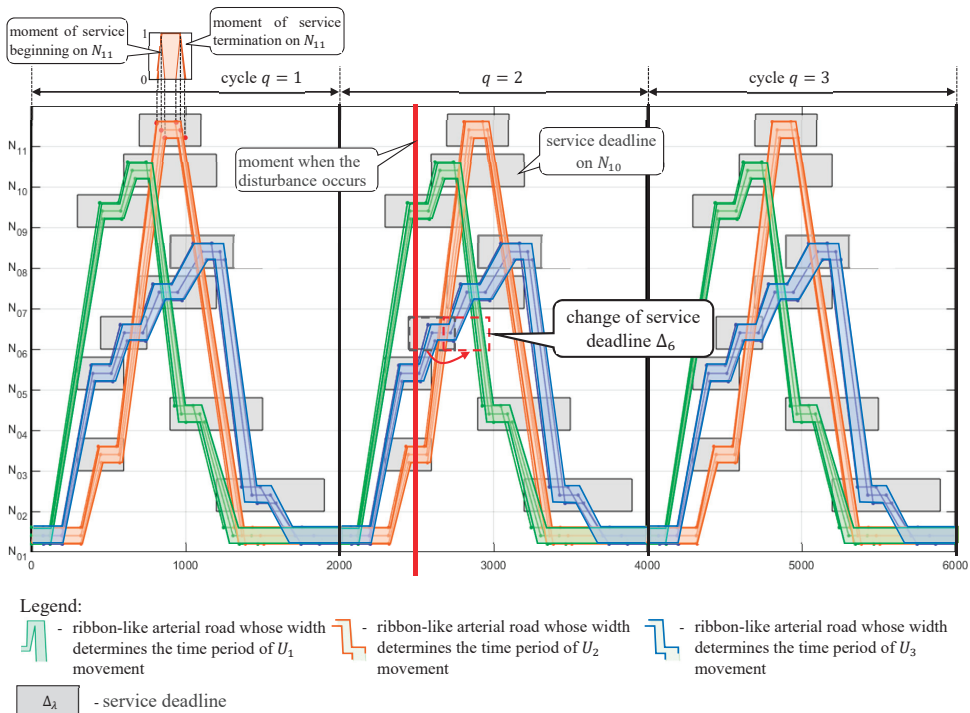 moment of service
beginning on N₁₁
1
0
moment of service
termination on N₁₁
cycle q = 1
q = 2
cycle q = 3
N₁₁
N₁₀
N₀₉
N₀₈
N₀₇
N₀₆
N₀₅
N₀₄
N₀₃
N₀₂
N₀₁
moment when the
disturbance occurs
service deadline
on N₁₀
change of service
deadline Δ₆
0
1000
2000
3000
4000
5000
6000
Legend:
- ribbon-like arterial road whose width
determines the time period of U₁
movement
- ribbon-like arterial road whose width
determines the time period of U₂
movement
- ribbon-like arterial road whose width
determines the time period of U₃
movement
Δλ
- service deadline